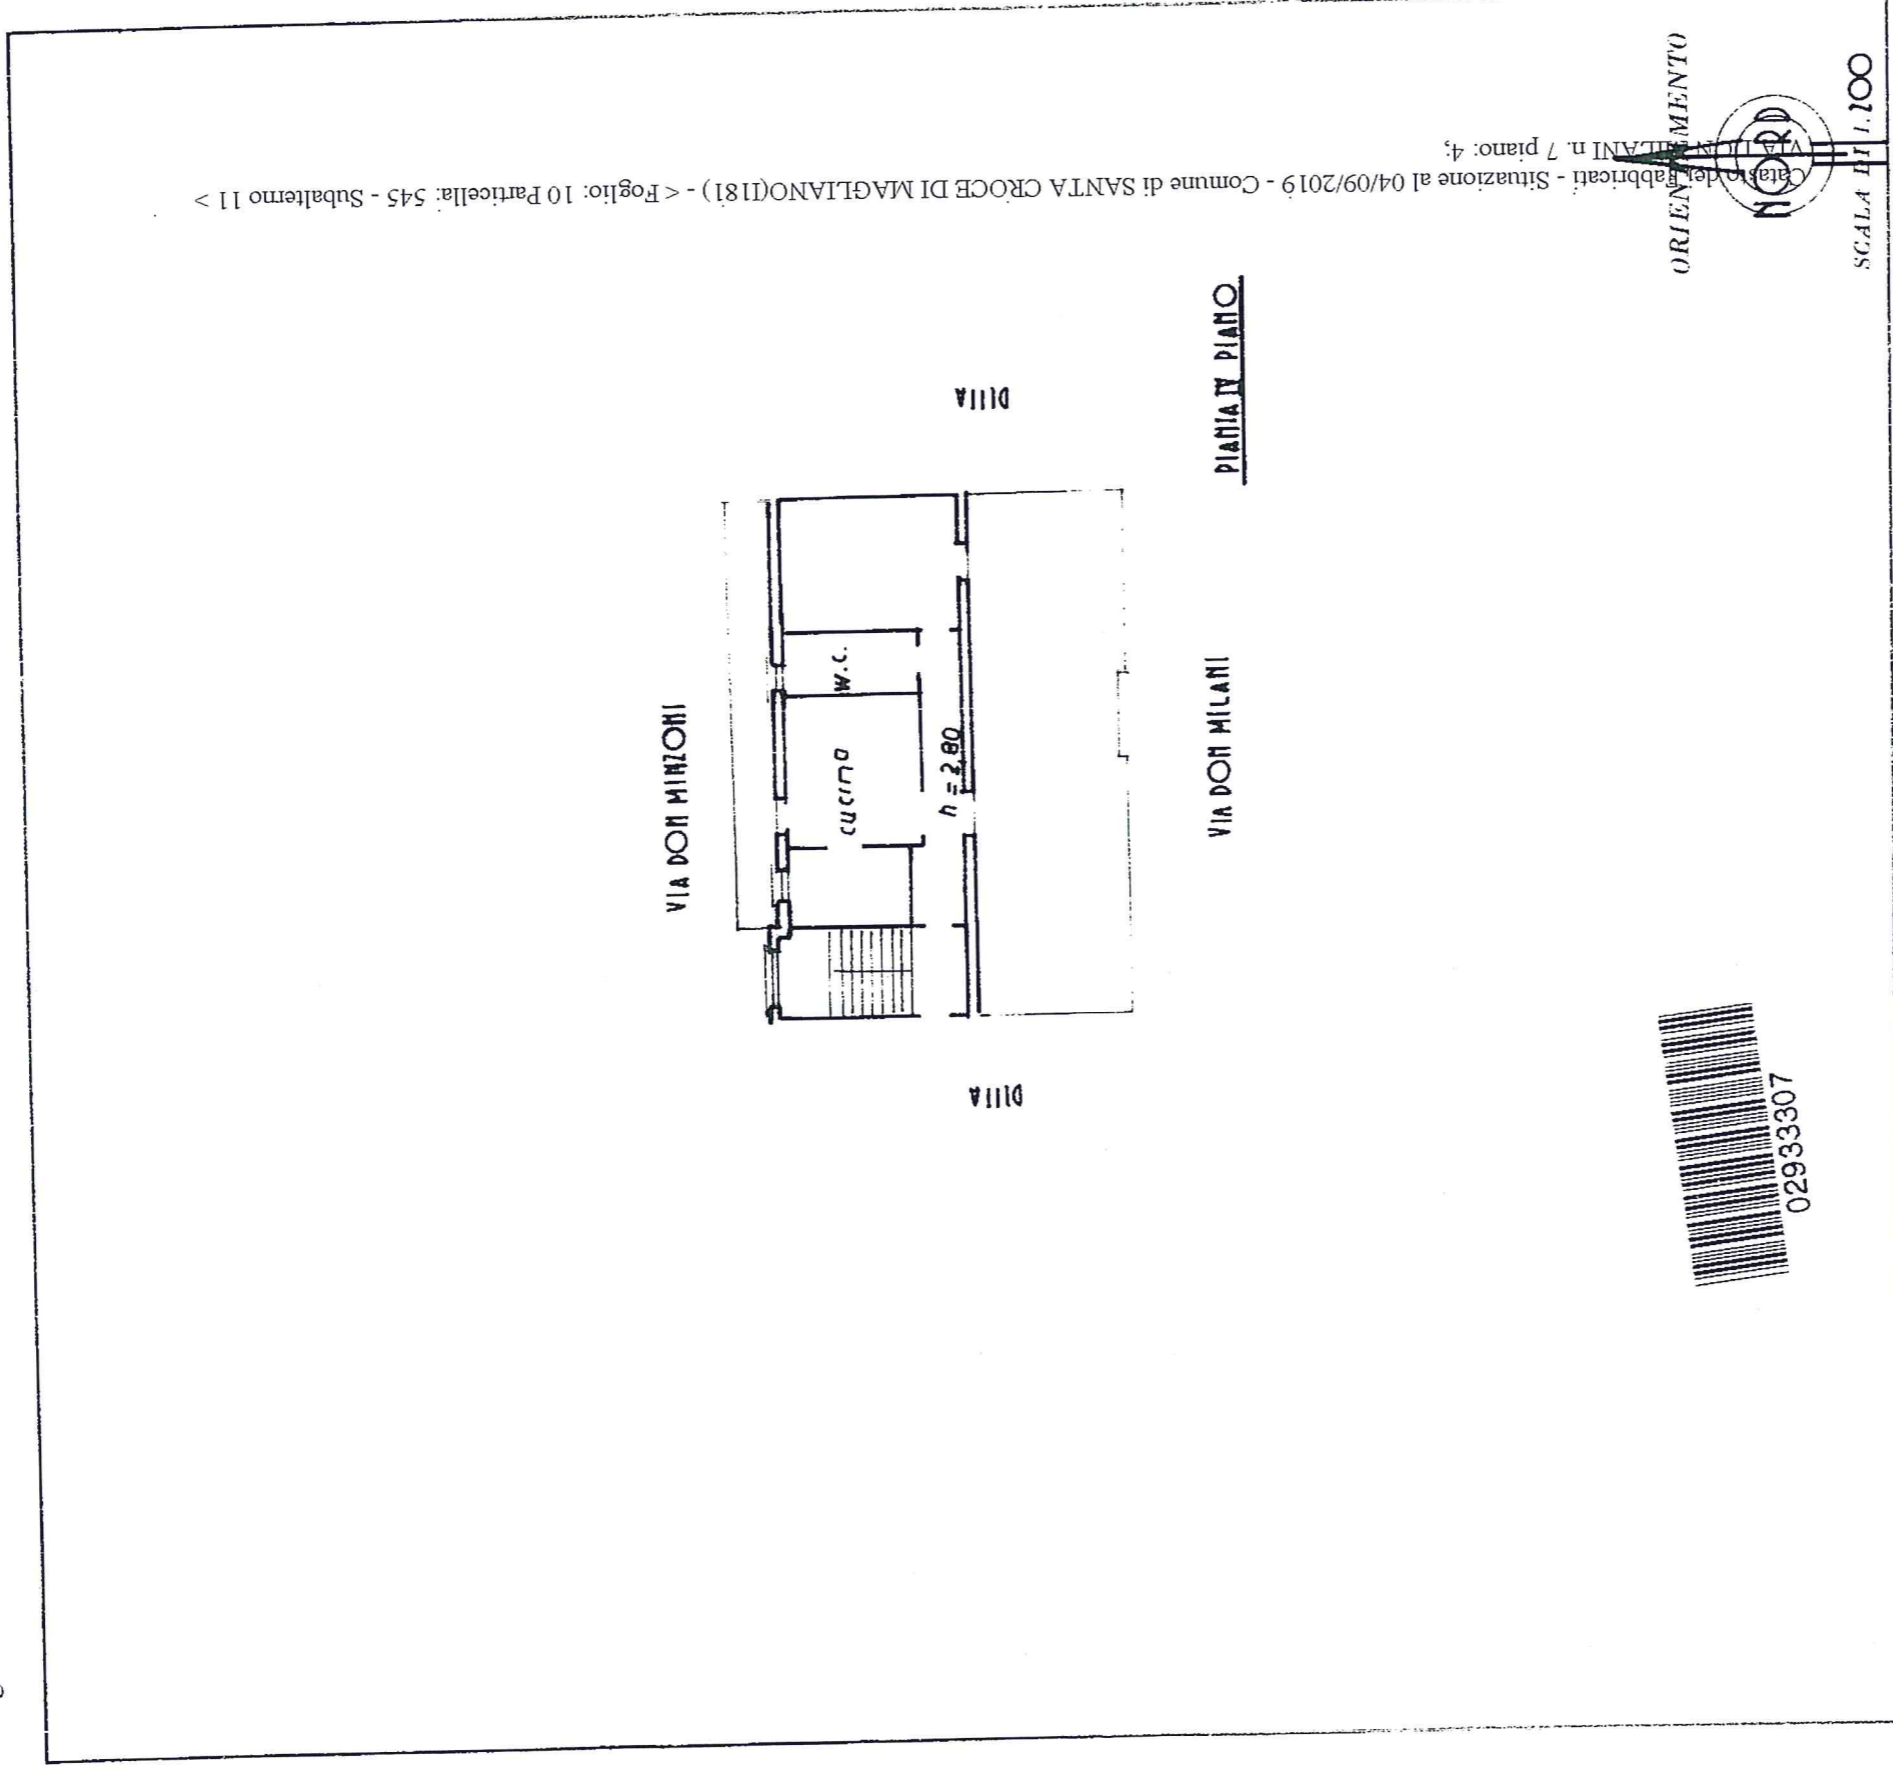 ORIENTAMENTO
NORD
SCALA DI 1:200
Catasto dei Fabbricati - Situazione al 04/09/2019 - Comune di SANTA CROCE DI MAGLIANO(I181) - < Foglio: 10 Particella: 545 - Subalterno 11 >
VIA DON MILANI n. 7 piano: 4;
VIA DON MINZONI
DITTA
cucina
w.c.
h = 2,80
DITTA
VIA DON MILANI
PIANTA IV PIANO
02933307